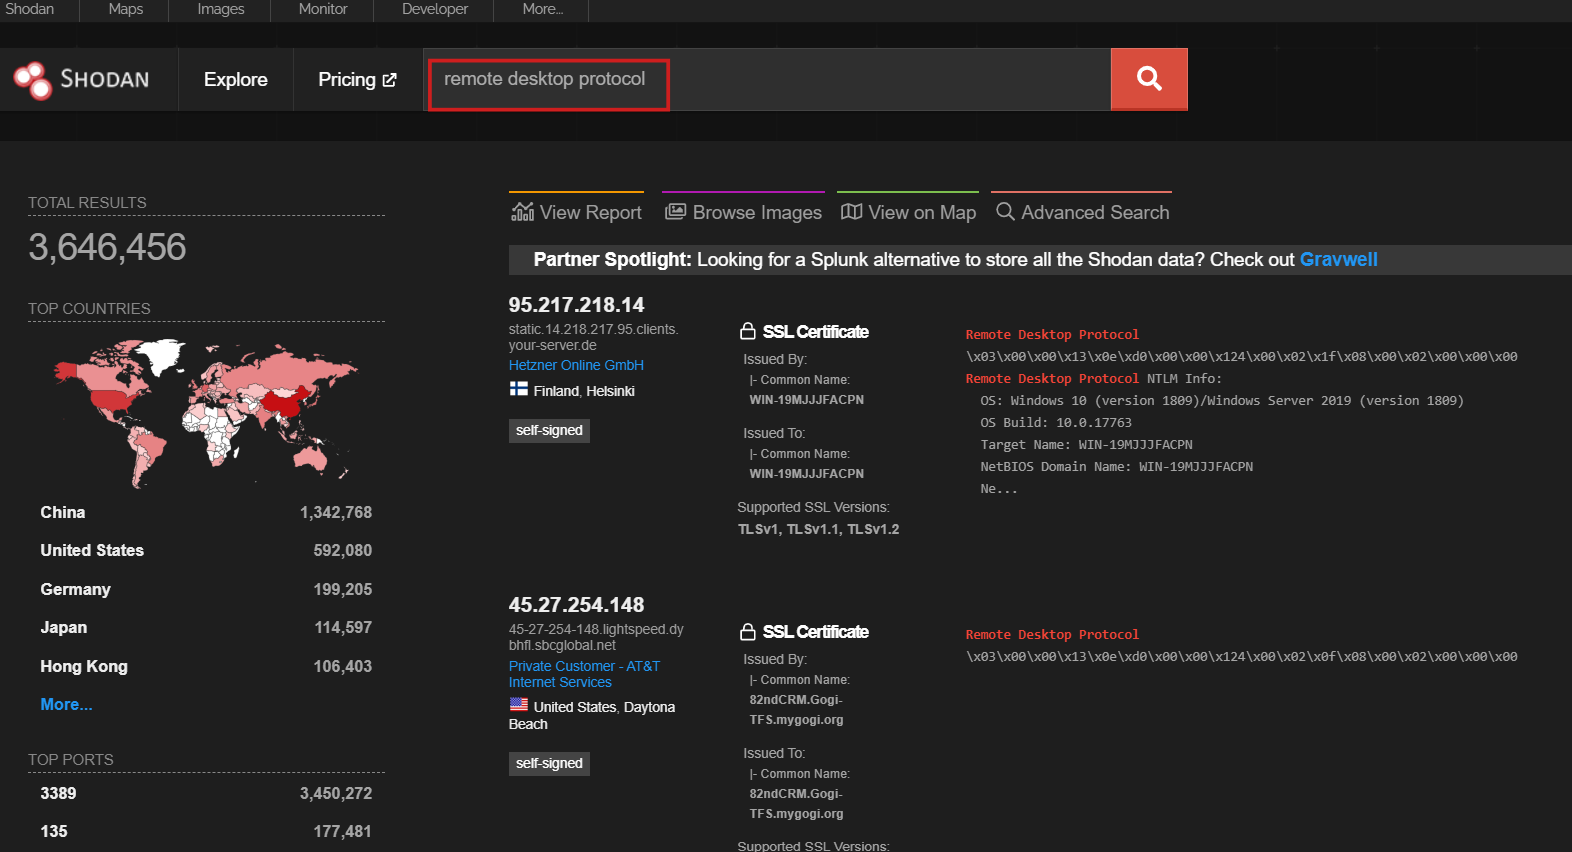 Shodan
Maps
Images
Monitor
Developer
More...
SHODAN
Explore
Pricing
remote desktop protocol
TOTAL RESULTS
3,646,456
TOP COUNTRIES
China 1,342,768
United States 592,080
Germany 199,205
Japan 114,597
Hong Kong 106,403
More...
TOP PORTS
3389 3,450,272
135 177,481
View Report
Browse Images
View on Map
Advanced Search
Partner Spotlight: Looking for a Splunk alternative to store all the Shodan data? Check out Gravwell
95.217.218.14
static.14.218.217.95.clients.
your-server.de
Hetzner Online GmbH
Finland, Helsinki
self-signed
SSL Certificate
Issued By:
|- Common Name:
WIN-19MJJJFACPN
Issued To:
|- Common Name:
WIN-19MJJJFACPN
Supported SSL Versions:
TLSv1, TLSv1.1, TLSv1.2
Remote Desktop Protocol
\x03\x00\x00\x13\x0e\xd0\x00\x00\x124\x00\x02\x1f\x08\x00\x02\x00\x00\x00
Remote Desktop Protocol NTLM Info:
OS: Windows 10 (version 1809)/Windows Server 2019 (version 1809)
OS Build: 10.0.17763
Target Name: WIN-19MJJJFACPN
NetBIOS Domain Name: WIN-19MJJJFACPN
Ne...
45.27.254.148
45-27-254-148.lightspeed.dy
bhfl.sbcglobal.net
Private Customer - AT&T
Internet Services
United States, Daytona
Beach
self-signed
SSL Certificate
Issued By:
|- Common Name:
82ndCRM.Gogi-
TFS.mygogi.org
Issued To:
|- Common Name:
82ndCRM.Gogi-
TFS.mygogi.org
Supported SSL Versions:
Remote Desktop Protocol
\x03\x00\x00\x13\x0e\xd0\x00\x00\x124\x00\x02\x0f\x08\x00\x02\x00\x00\x00